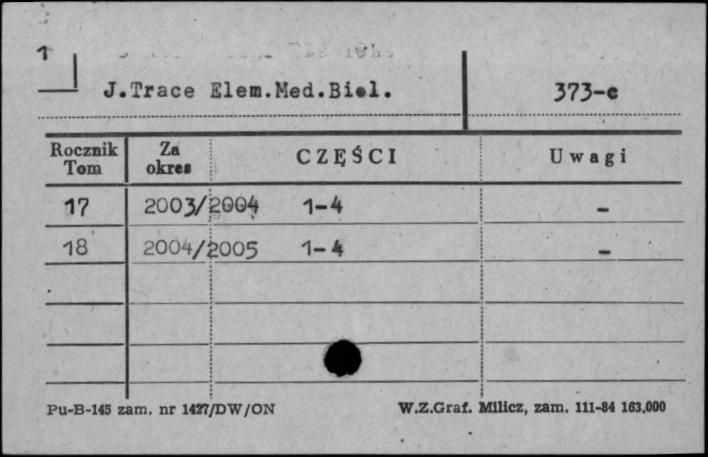 1
J.Trace Elem.Med.Biol. 373-c
Rocznik Tom Za okres CZĘŚCI Uwagi
17 2003/2004 1-4 -
18 2004/2005 1-4 -
Pu-B-145 zam. nr 1427/DW/ON W.Z.Graf. Milicz, zam. 111-84 163.000